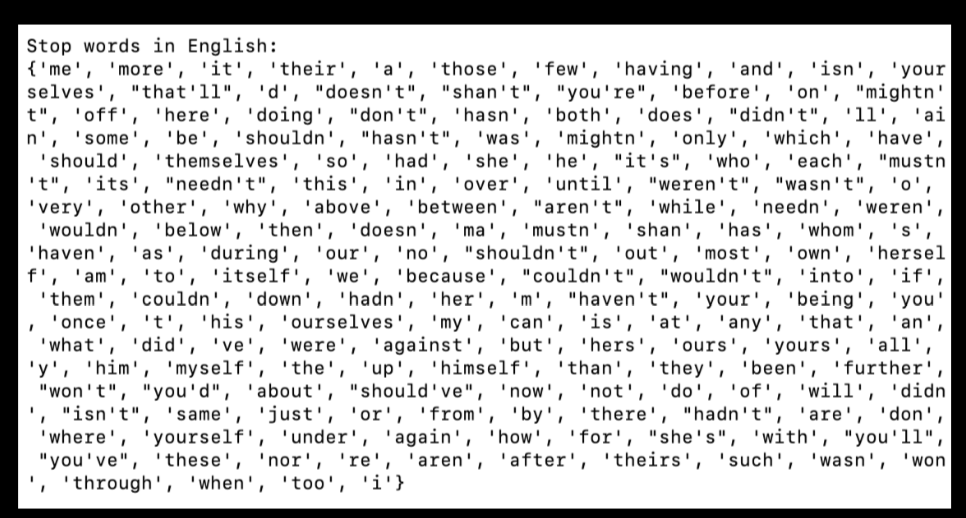 Stop words in English:
{'me', 'more', 'it', 'their', 'a', 'those', 'few', 'having', 'and', 'isn', 'your
selves', "that'll", 'd', "doesn't", "shan't", "you're", 'before', 'on', "mightn'
t", 'off', 'here', 'doing', "don't", 'hasn', 'both', 'does', "didn't", 'll', 'ai
n', 'some', 'be', 'shouldn', "hasn't", 'was', 'mightn', 'only', 'which', 'have',
 'should', 'themselves', 'so', 'had', 'she', 'he', "it's", 'who', 'each', "mustn
't", 'its', "needn't", 'this', 'in', 'over', 'until', "weren't", "wasn't", 'o',
'very', 'other', 'why', 'above', 'between', "aren't", 'while', 'needn', 'weren',
 'wouldn', 'below', 'then', 'doesn', 'ma', 'mustn', 'shan', 'has', 'whom', 's',
'haven', 'as', 'during', 'our', 'no', "shouldn't", 'out', 'most', 'own', 'hersel
f', 'am', 'to', 'itself', 'we', 'because', "couldn't", "wouldn't", 'into', 'if',
 'them', 'couldn', 'down', 'hadn', 'her', 'm', "haven't", 'your', 'being', 'you'
, 'once', 't', 'his', 'ourselves', 'my', 'can', 'is', 'at', 'any', 'that', 'an',
 'what', 'did', 've', 'were', 'against', 'but', 'hers', 'ours', 'yours', 'all',
'y', 'him', 'myself', 'the', 'up', 'himself', 'than', 'they', 'been', 'further',
 "won't", "you'd", 'about', "should've", 'now', 'not', 'do', 'of', 'will', 'didn
', "isn't", 'same', 'just', 'or', 'from', 'by', 'there', "hadn't", 'are', 'don',
 'where', 'yourself', 'under', 'again', 'how', 'for', "she's", 'with', "you'll",
 "you've", 'these', 'nor', 're', 'aren', 'after', 'theirs', 'such', 'wasn', 'won
', 'through', 'when', 'too', 'i'}